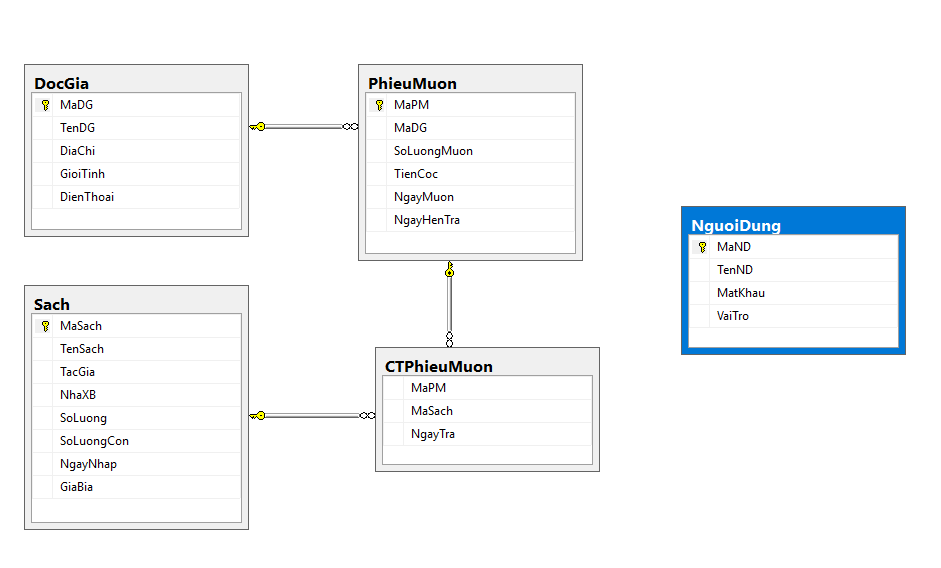 DocGia
MaDG
TenDG
DiaChi
GioiTinh
DienThoai
PhieuMuon
MaPM
MaDG
SoLuongMuon
TienCoc
NgayMuon
NgayHenTra
NguoiDung
MaND
TenND
MatKhau
VaiTro
Sach
MaSach
TenSach
TacGia
NhaXB
SoLuong
SoLuongCon
NgayNhap
GiaBia
CTPhieuMuon
MaPM
MaSach
NgayTra